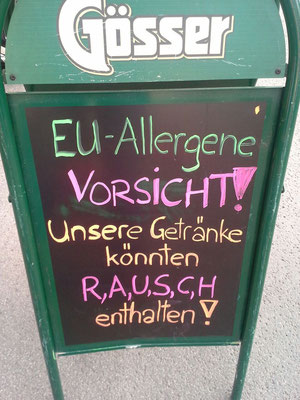 Gösser
EU-Allergene
VORSICHT!
Unsere Getränke
könnten
R,A,U,S,C,H
enthalten!